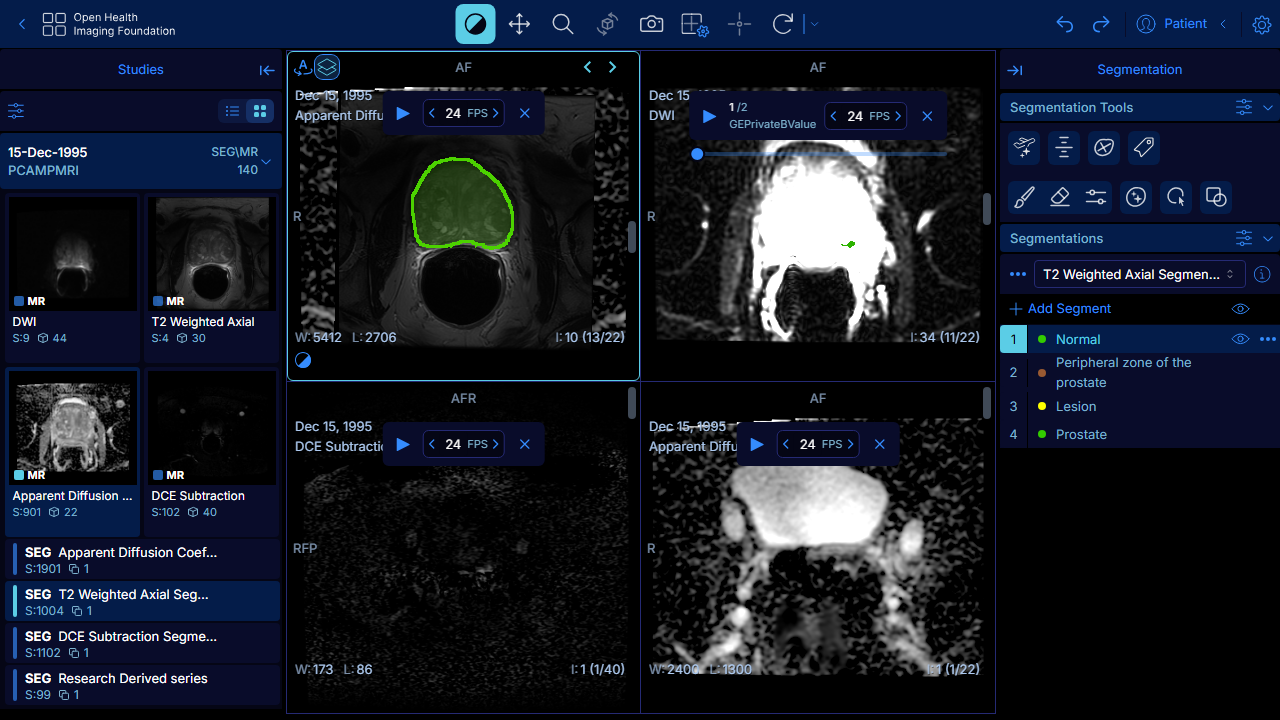 Open Health
Imaging Foundation
Patient
Studies
15-Dec-1995
PCAMPMRI
SEG\MR
140
MR
DWI
S:9 44
MR
T2 Weighted Axial
S:4 30
MR
Apparent Diffusion ...
S:901 22
MR
DCE Subtraction
S:102 40
SEG Apparent Diffusion Coef...
S:1901 1
SEG T2 Weighted Axial Seg...
S:1004 1
SEG DCE Subtraction Segme...
S:1102 1
SEG Research Derived series
S:99 1
A
AF
Dec 15, 1995
Apparent Diffu
24 FPS
R
W:5412 L:2706
I:10 (13/22)
AF
Dec 15
DWI
1/2
GEPrivateBValue
24 FPS
R
I:34 (11/22)
AFR
Dec 15, 1995
DCE Subtractic
24 FPS
RFP
W:173 L:86
I:1 (1/40)
AF
Dec 15, 1995
Apparent Diffu
24 FPS
R
W:2400 L:1300
I:1 (1/22)
Segmentation
Segmentation Tools
Segmentations
T2 Weighted Axial Segmen...
Add Segment
1 Normal
2 Peripheral zone of the
prostate
3 Lesion
4 Prostate